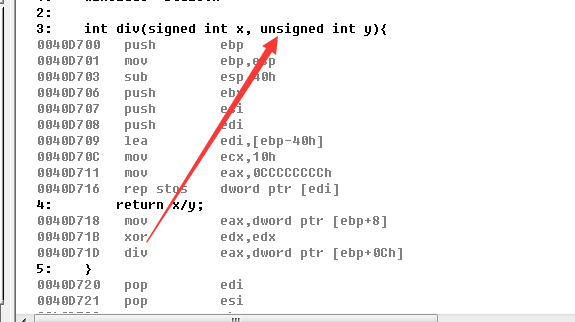 2:
3: int div(signed int x, unsigned int y){
0040D700 push ebp
0040D701 mov ebp,esp
0040D703 sub esp,40h
0040D706 push ebx
0040D707 push esi
0040D708 push edi
0040D709 lea edi,[ebp-40h]
0040D70C mov ecx,10h
0040D711 mov eax,0CCCCCCCCh
0040D716 rep stos dword ptr [edi]
4: return x/y;
0040D718 mov eax,dword ptr [ebp+8]
0040D71B xor edx,edx
0040D71D div eax,dword ptr [ebp+0Ch]
5: }
0040D720 pop edi
0040D721 pop esi